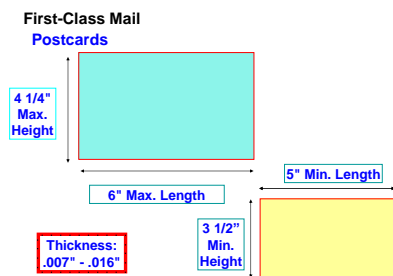 First-Class Mail
Postcards
4 1/4"
Max.
Height
6" Max. Length
5" Min. Length
3 1/2”
Min.
Height
Thickness:
.007" - .016"